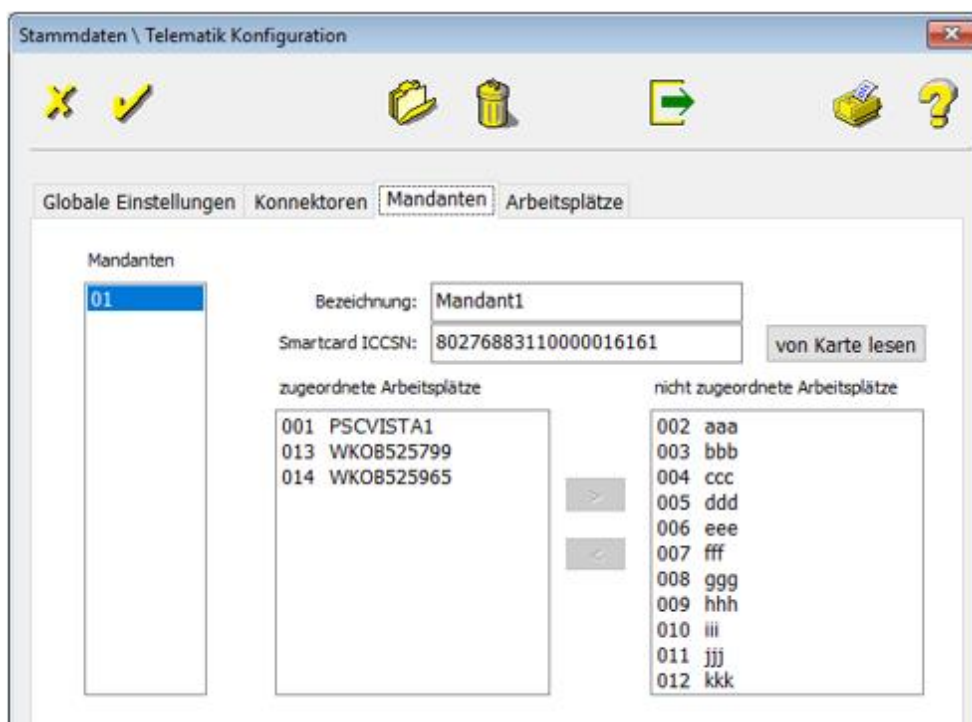 Stammdaten \ Telematik Konfiguration
Globale Einstellungen Konnektoren Mandanten Arbeitsplätze
Mandanten
01
Bezeichnung: Mandant1
Smartcard ICCSN: 80276883110000016161 von Karte lesen
zugeordnete Arbeitsplätze
001 PSCVISTA1
013 WKOB525799
014 WKOB525965
>
<
nicht zugeordnete Arbeitsplätze
002 aaa
003 bbb
004 ccc
005 ddd
006 eee
007 fff
008 ggg
009 hhh
010 iii
011 jjj
012 kkk